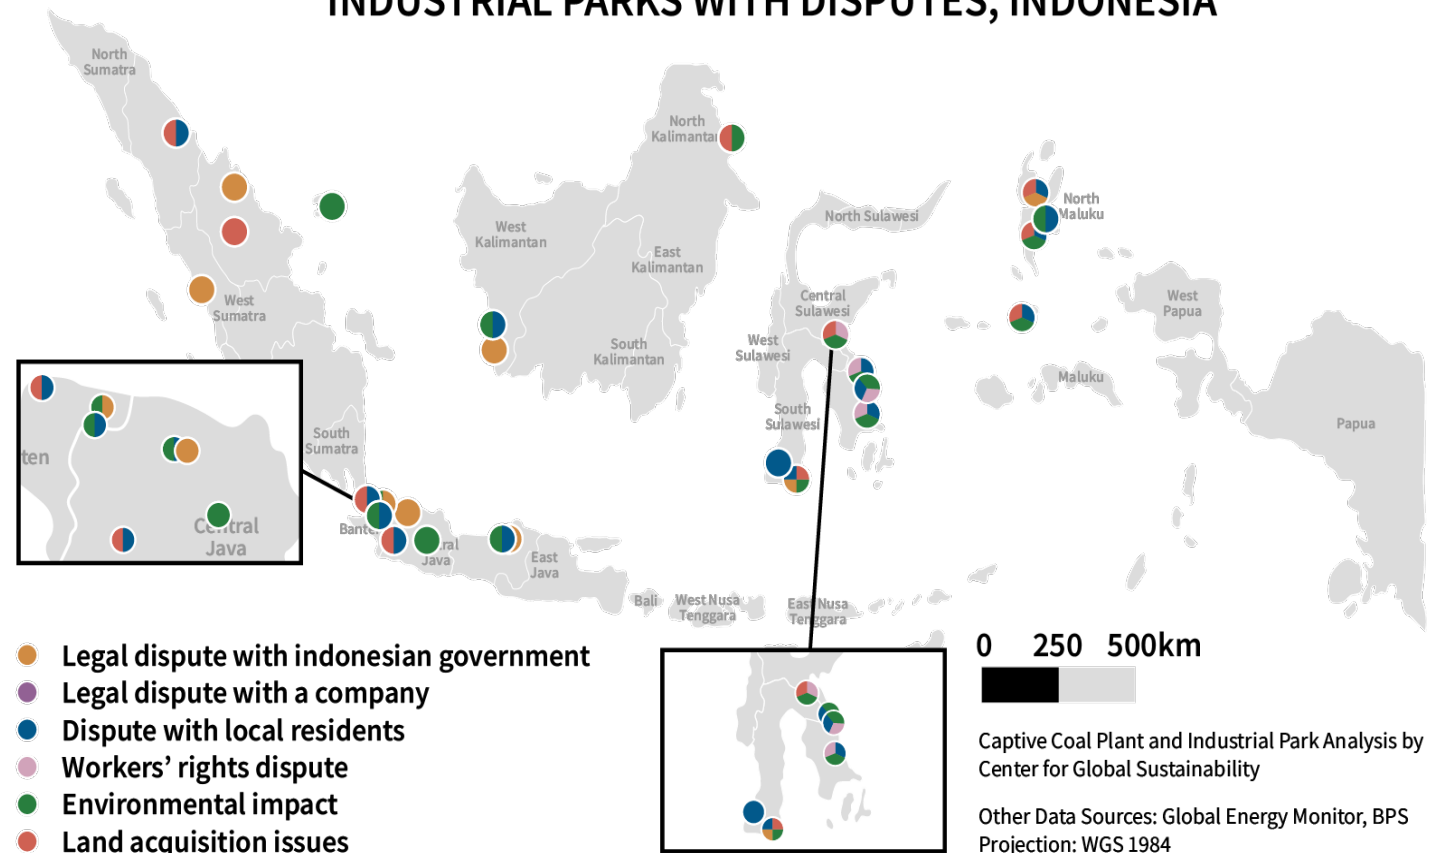 INDUSTRIAL PARKS WITH DISPUTES, INDONESIA
North
Sumatra
North
Kalimantan
West
Kalimantan
East
Kalimantan
North Sulawesi
North
Maluku
West
Sumatra
Central
Sulawesi
West
Papua
South
Kalimantan
West
Sulawesi
Maluku
South
Sulawesi
Papua
South
Sumatra
ten
Central
Java
Bante
ral
Java
East
Java
Bali
West Nusa
Tenggara
East Nusa
Tenggara
Legal dispute with indonesian government
Legal dispute with a company
Dispute with local residents
Workers’ rights dispute
Environmental impact
Land acquisition issues
0 250 500km
Captive Coal Plant and Industrial Park Analysis by
Center for Global Sustainability
Other Data Sources: Global Energy Monitor, BPS
Projection: WGS 1984